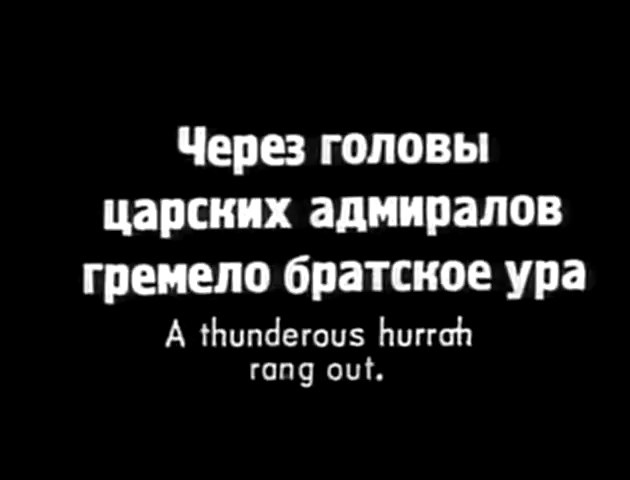 Через головы
царских адмиралов
гремело братское ура
A thunderous hurrah
rang out.